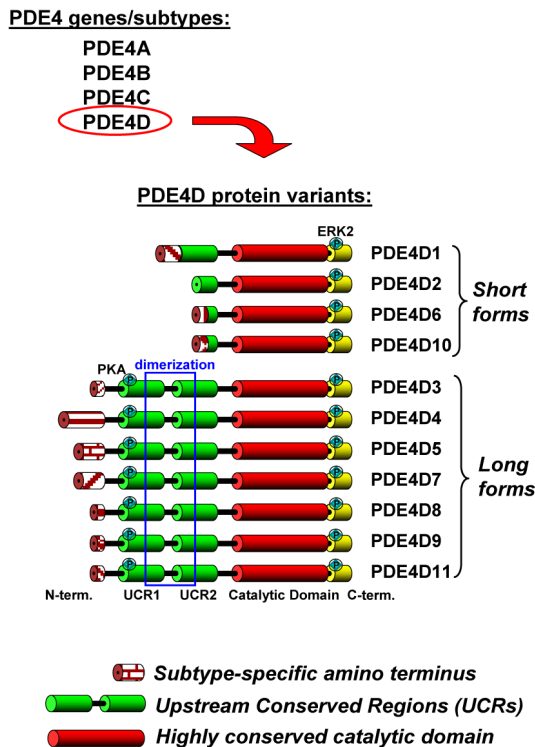 PDE4 genes/subtypes:
PDE4A
PDE4B
PDE4C
PDE4D
PDE4D protein variants:
ERK2
P
PDE4D1
PDE4D2
P
PDE4D6
P
PDE4D10
Short
forms
PKA
dimerization
P
P
PDE4D3
P
P
PDE4D4
P
P
PDE4D5
P
P
PDE4D7
P
P
PDE4D8
P
P
PDE4D9
P
P
PDE4D11
Long
forms
N-term.
UCR1
UCR2
Catalytic Domain
C-term.
Subtype-specific amino terminus
Upstream Conserved Regions (UCRs)
Highly conserved catalytic domain